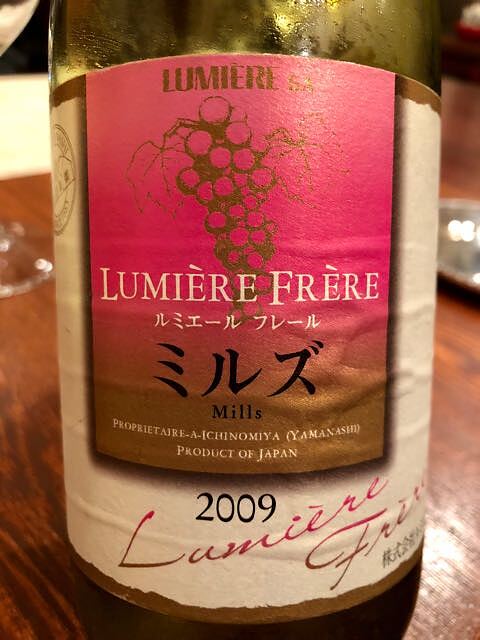 LUMIÈRE S.A.
LUMIÈRE FRÈRE
ルミエール フレール
ミルズ
Mills
PROPRIETAIRE-A-ICHINOMIYA (YAMANASHI)
PRODUCT OF JAPAN
2009
Lumière
Frère
株式会社